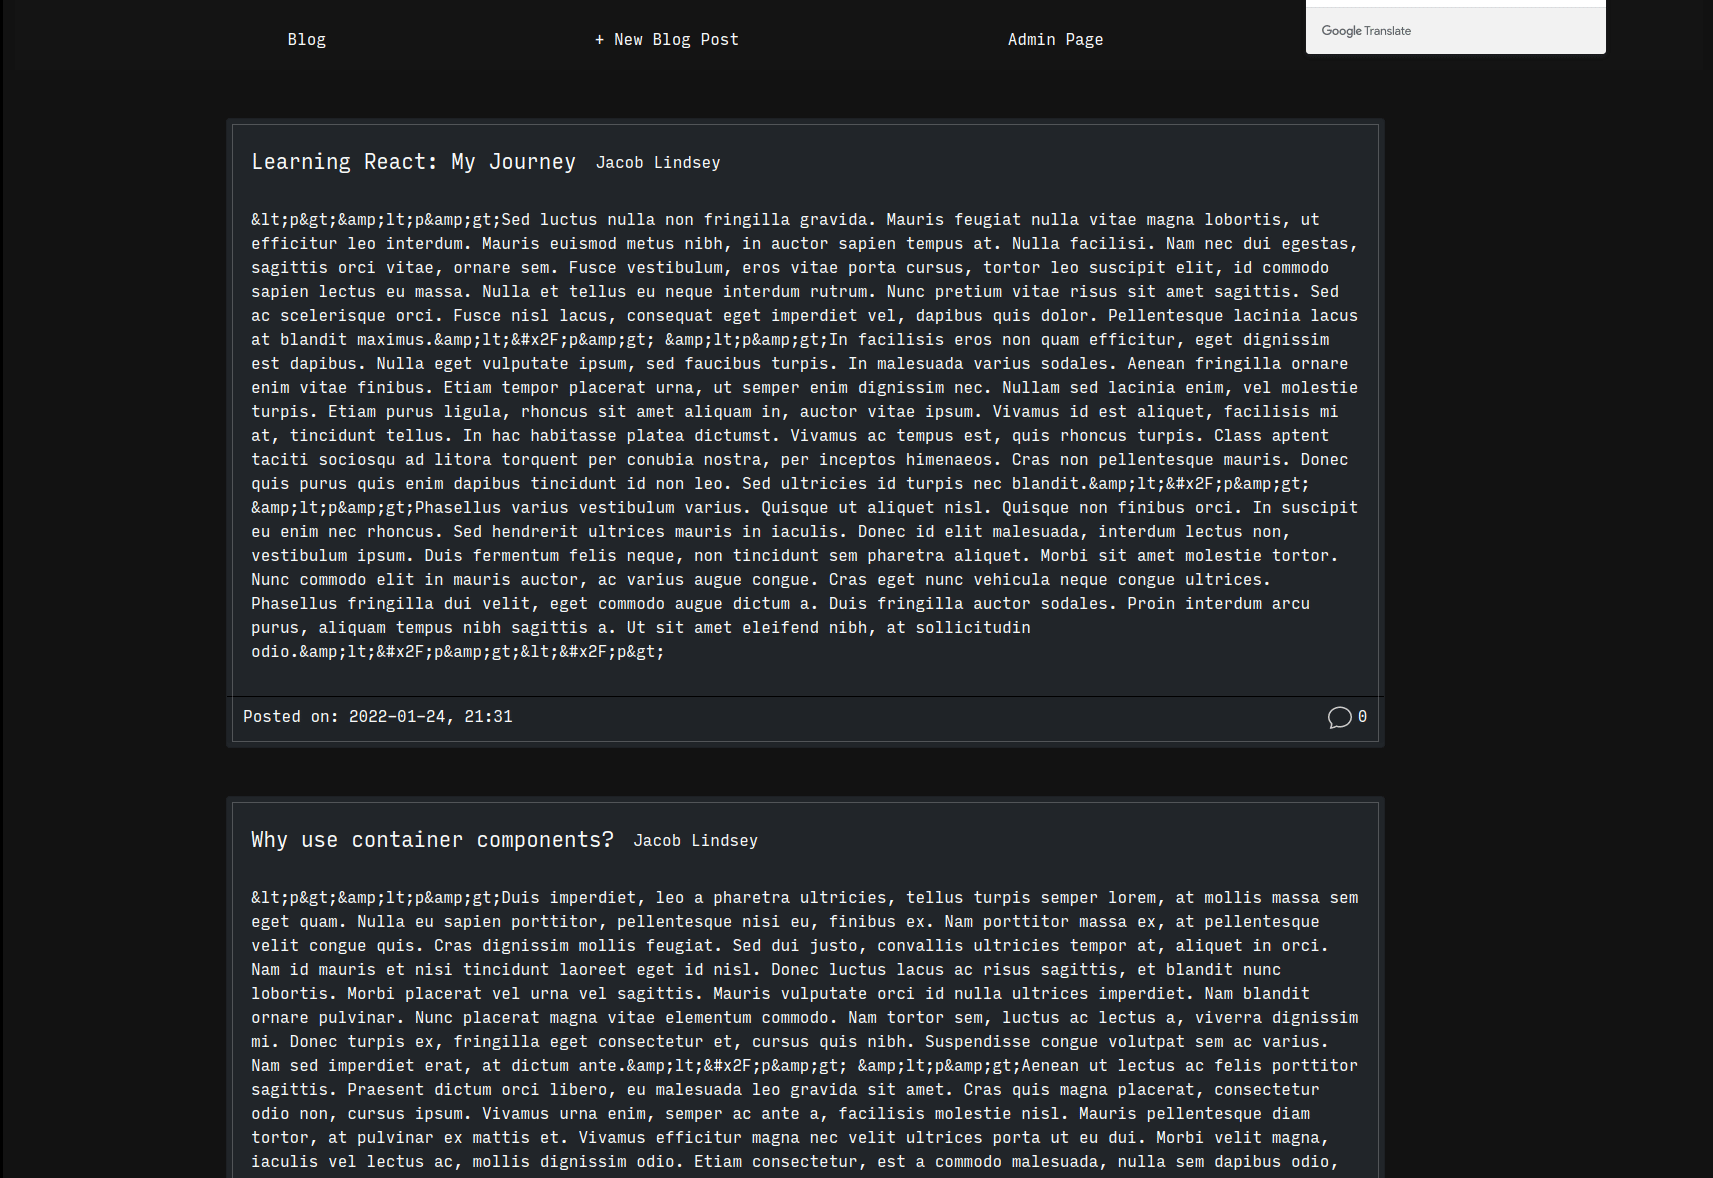 Blog
+ New Blog Post
Admin Page
Google Translate
Learning React: My Journey Jacob Lindsey
&lt;p&gt;&amp;lt;p&amp;gt;Sed luctus nulla non fringilla gravida. Mauris feugiat nulla vitae magna lobortis, ut
efficitur leo interdum. Mauris euismod metus nibh, in auctor sapien tempus at. Nulla facilisi. Nam nec dui egestas,
sagittis orci vitae, ornare sem. Fusce vestibulum, eros vitae porta cursus, tortor leo suscipit elit, id commodo
sapien lectus eu massa. Nulla et tellus eu neque interdum rutrum. Nunc pretium vitae risus sit amet sagittis. Sed
ac scelerisque orci. Fusce nisl lacus, consequat eget imperdiet vel, dapibus quis dolor. Pellentesque lacinia lacus
at blandit maximus.&amp;lt;&#x2F;p&amp;gt; &amp;lt;p&amp;gt;In facilisis eros non quam efficitur, eget dignissim
est dapibus. Nulla eget vulputate ipsum, sed faucibus turpis. In malesuada varius sodales. Aenean fringilla ornare
enim vitae finibus. Etiam tempor placerat urna, ut semper enim dignissim nec. Nullam sed lacinia enim, vel molestie
turpis. Etiam purus ligula, rhoncus sit amet aliquam in, auctor vitae ipsum. Vivamus id est aliquet, facilisis mi
at, tincidunt tellus. In hac habitasse platea dictumst. Vivamus ac tempus est, quis rhoncus turpis. Class aptent
taciti sociosqu ad litora torquent per conubia nostra, per inceptos himenaeos. Cras non pellentesque mauris. Donec
quis purus quis enim dapibus tincidunt id non leo. Sed ultricies id turpis nec blandit.&amp;lt;&#x2F;p&amp;gt;
&amp;lt;p&amp;gt;Phasellus varius vestibulum varius. Quisque ut aliquet nisl. Quisque non finibus orci. In suscipit
eu enim nec rhoncus. Sed hendrerit ultrices mauris in iaculis. Donec id elit malesuada, interdum lectus non,
vestibulum ipsum. Duis fermentum felis neque, non tincidunt sem pharetra aliquet. Morbi sit amet molestie tortor.
Nunc commodo elit in mauris auctor, ac varius augue congue. Cras eget nunc vehicula neque congue ultrices.
Phasellus fringilla dui velit, eget commodo augue dictum a. Duis fringilla auctor sodales. Proin interdum arcu
purus, aliquam tempus nibh sagittis a. Ut sit amet eleifend nibh, at sollicitudin
odio.&amp;lt;&#x2F;p&amp;gt;&lt;&#x2F;p&gt;
Posted on: 2022-01-24, 21:31
0
Why use container components? Jacob Lindsey
&lt;p&gt;&amp;lt;p&amp;gt;Duis imperdiet, leo a pharetra ultricies, tellus turpis semper lorem, at mollis massa sem
eget quam. Nulla eu sapien porttitor, pellentesque nisi eu, finibus ex. Nam porttitor massa ex, at pellentesque
velit congue quis. Cras dignissim mollis feugiat. Sed dui justo, convallis ultricies tempor at, aliquet in orci.
Nam id mauris et nisi tincidunt laoreet eget id nisl. Donec luctus lacus ac risus sagittis, et blandit nunc
lobortis. Morbi placerat vel urna vel sagittis. Mauris vulputate orci id nulla ultrices imperdiet. Nam blandit
ornare pulvinar. Nunc placerat magna vitae elementum commodo. Nam tortor sem, luctus ac lectus a, viverra dignissim
mi. Donec turpis ex, fringilla eget consectetur et, cursus quis nibh. Suspendisse congue volutpat sem ac varius.
Nam sed imperdiet erat, at dictum ante.&amp;lt;&#x2F;p&amp;gt; &amp;lt;p&amp;gt;Aenean ut lectus ac felis porttitor
sagittis. Praesent dictum orci libero, eu malesuada leo gravida sit amet. Cras quis magna placerat, consectetur
odio non, cursus ipsum. Vivamus urna enim, semper ac ante a, facilisis molestie nisl. Mauris pellentesque diam
tortor, at pulvinar ex mattis et. Vivamus efficitur magna nec velit ultrices porta ut eu dui. Morbi velit magna,
iaculis vel lectus ac, mollis dignissim odio. Etiam consectetur, est a commodo malesuada, nulla sem dapibus odio,